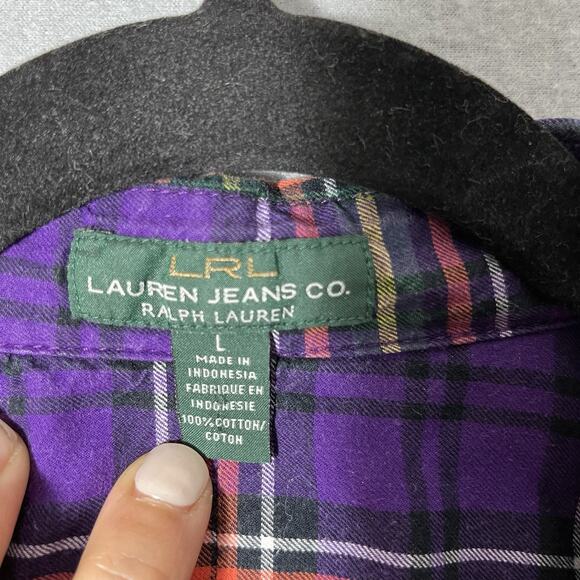 LRL
LAUREN JEANS CO.
RALPH LAUREN
L
MADE IN
INDONESIA
FABRIQUE EN
INDONESIE
100% COTTON/
COTON